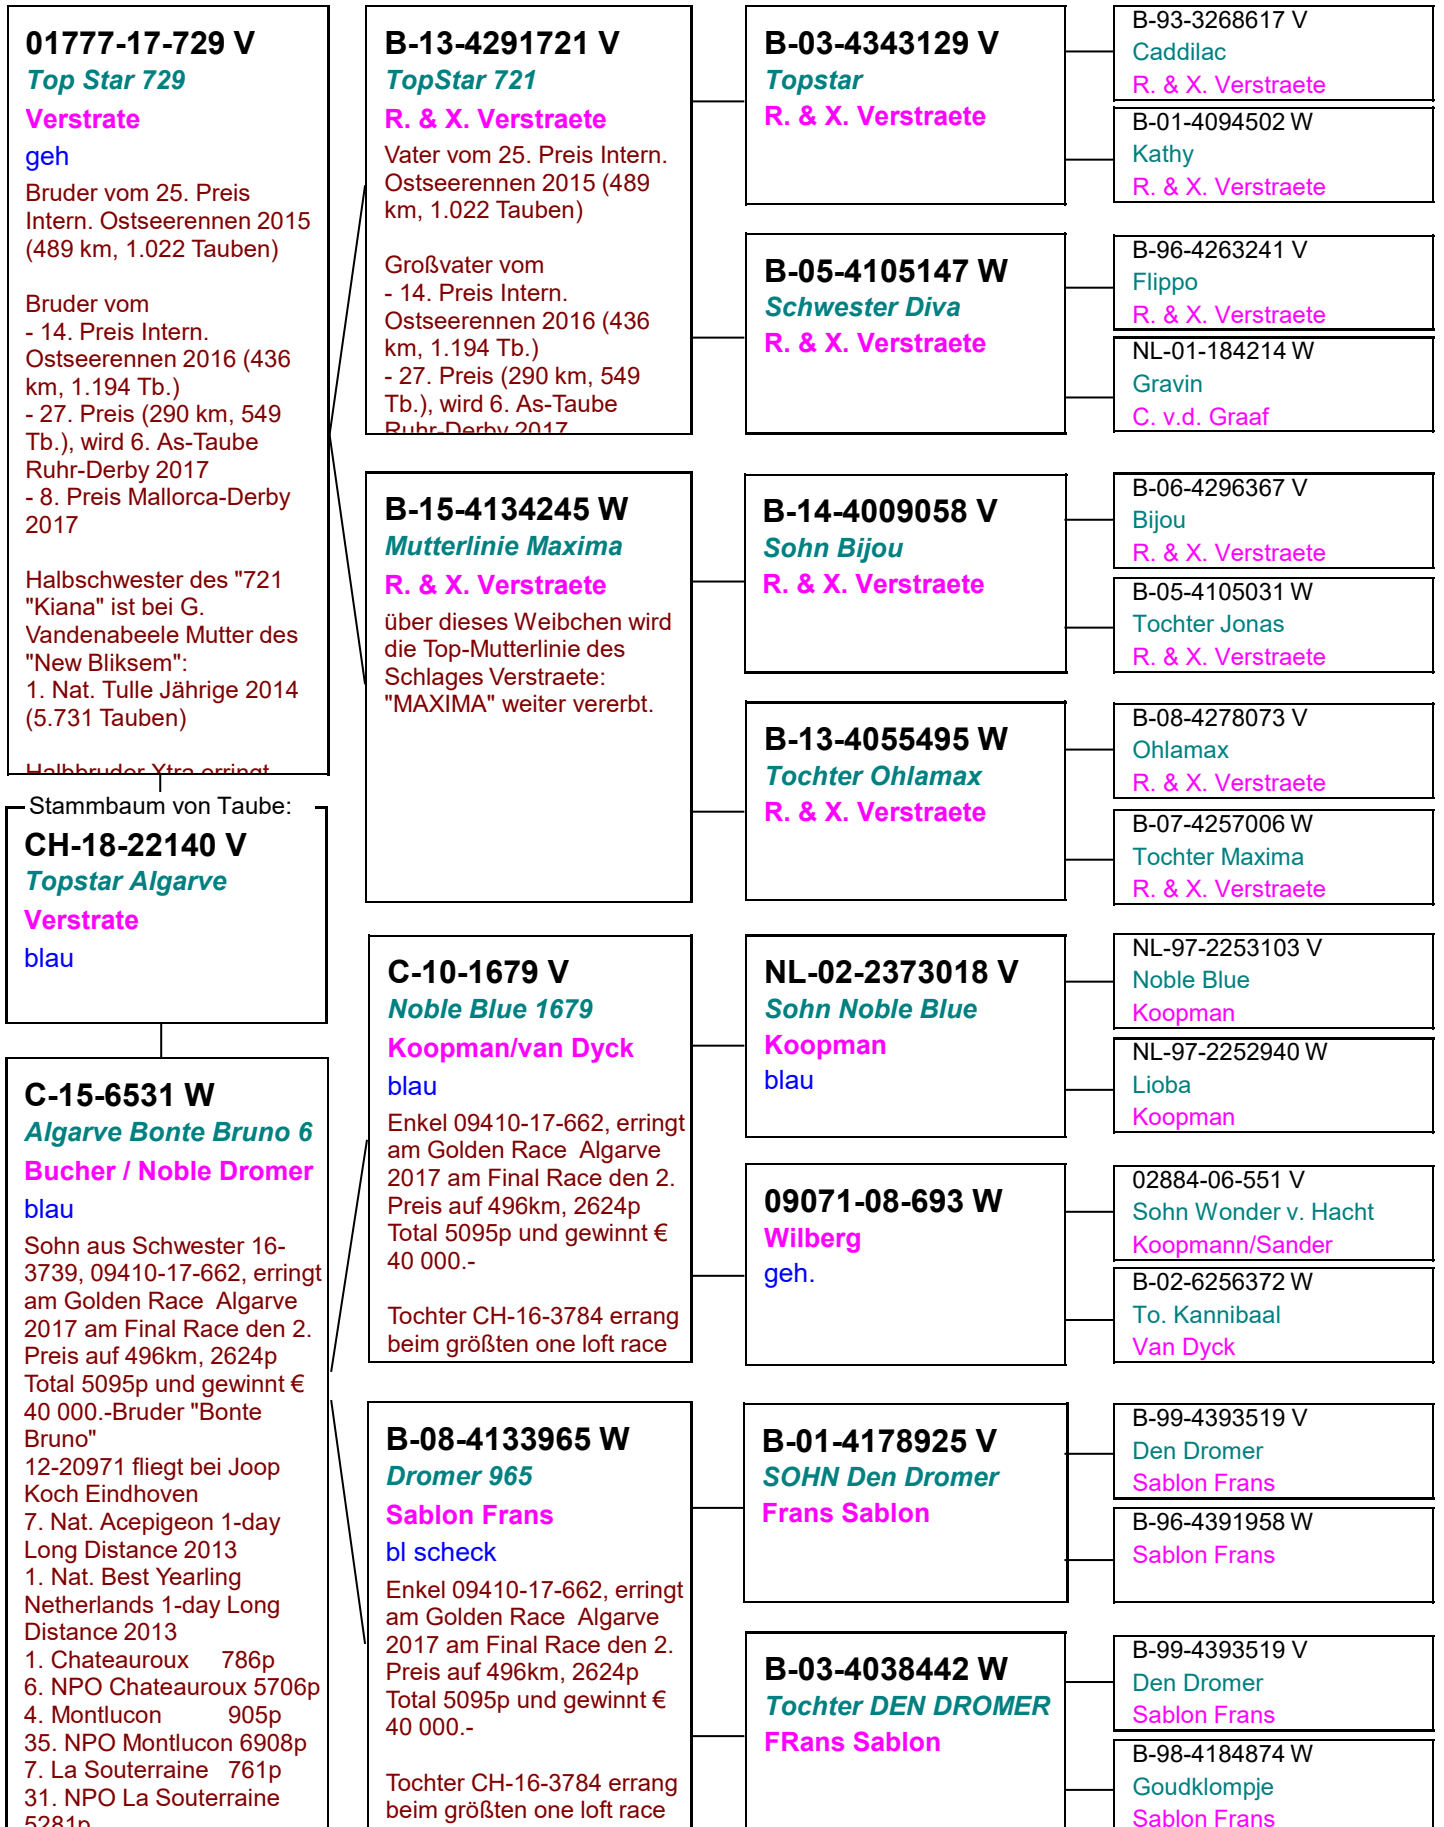 01777-17-729 V
Top Star 729
Verstrate
geh
Bruder vom 25. Preis
Intern. Ostseerennen 2015
(489 km, 1.022 Tauben)
Bruder vom
- 14. Preis Intern.
Ostseerennen 2016 (436
km, 1.194 Tb.)
- 27. Preis (290 km, 549
Tb.), wird 6. As-Taube
Ruhr-Derby 2017
- 8. Preis Mallorca-Derby
2017
Halbschwester des "721
"Kiana" ist bei G.
Vandenabeele Mutter des
"New Bliksem":
1. Nat. Tulle Jährige 2014
(5.731 Tauben)
Halbbruder Xtra erringt
Stammbaum von Taube:
CH-18-22140 V
Topstar Algarve
Verstrate
blau
C-15-6531 W
Algarve Bonte Bruno 6
Bucher / Noble Dromer
blau
Sohn aus Schwester 16-
3739, 09410-17-662, erringt
am Golden Race  Algarve
2017 am Final Race den 2.
Preis auf 496km, 2624p
Total 5095p und gewinnt €
40 000.-Bruder "Bonte
Bruno"
12-20971 fliegt bei Joop
Koch Eindhoven
7. Nat. Acepigeon 1-day
Long Distance 2013
1. Nat. Best Yearling
Netherlands 1-day Long
Distance 2013
1. Chateauroux     786p
6. NPO Chateauroux 5706p
4. Montlucon         905p
35. NPO Montlucon 6908p
7. La Souterraine   761p
31. NPO La Souterraine
5281p
B-13-4291721 V
TopStar 721
R. & X. Verstraete
Vater vom 25. Preis Intern.
Ostseerennen 2015 (489
km, 1.022 Tauben)
Großvater vom
- 14. Preis Intern.
Ostseerennen 2016 (436
km, 1.194 Tb.)
- 27. Preis (290 km, 549
Tb.), wird 6. As-Taube
Ruhr-Derby 2017
B-15-4134245 W
Mutterlinie Maxima
R. & X. Verstraete
über dieses Weibchen wird
die Top-Mutterlinie des
Schlages Verstraete:
"MAXIMA" weiter vererbt.
C-10-1679 V
Noble Blue 1679
Koopman/van Dyck
blau
Enkel 09410-17-662, erringt
am Golden Race  Algarve
2017 am Final Race den 2.
Preis auf 496km, 2624p
Total 5095p und gewinnt €
40 000.-
Tochter CH-16-3784 errang
beim größten one loft race
B-08-4133965 W
Dromer 965
Sablon Frans
bl scheck
Enkel 09410-17-662, erringt
am Golden Race  Algarve
2017 am Final Race den 2.
Preis auf 496km, 2624p
Total 5095p und gewinnt €
40 000.-
Tochter CH-16-3784 errang
beim größten one loft race
B-03-4343129 V
Topstar
R. & X. Verstraete
B-05-4105147 W
Schwester Diva
R. & X. Verstraete
B-14-4009058 V
Sohn Bijou
R. & X. Verstraete
B-13-4055495 W
Tochter Ohlamax
R. & X. Verstraete
NL-02-2373018 V
Sohn Noble Blue
Koopman
blau
09071-08-693 W
Wilberg
geh.
B-01-4178925 V
SOHN Den Dromer
Frans Sablon
B-03-4038442 W
Tochter DEN DROMER
FRans Sablon
B-93-3268617 V
Caddilac
R. & X. Verstraete
B-01-4094502 W
Kathy
R. & X. Verstraete
B-96-4263241 V
Flippo
R. & X. Verstraete
NL-01-184214 W
Gravin
C. v.d. Graaf
B-06-4296367 V
Bijou
R. & X. Verstraete
B-05-4105031 W
Tochter Jonas
R. & X. Verstraete
B-08-4278073 V
Ohlamax
R. & X. Verstraete
B-07-4257006 W
Tochter Maxima
R. & X. Verstraete
NL-97-2253103 V
Noble Blue
Koopman
NL-97-2252940 W
Lioba
Koopman
02884-06-551 V
Sohn Wonder v. Hacht
Koopmann/Sander
B-02-6256372 W
To. Kannibaal
Van Dyck
B-99-4393519 V
Den Dromer
Sablon Frans
B-96-4391958 W
Sablon Frans
B-99-4393519 V
Den Dromer
Sablon Frans
B-98-4184874 W
Goudklompje
Sablon Frans